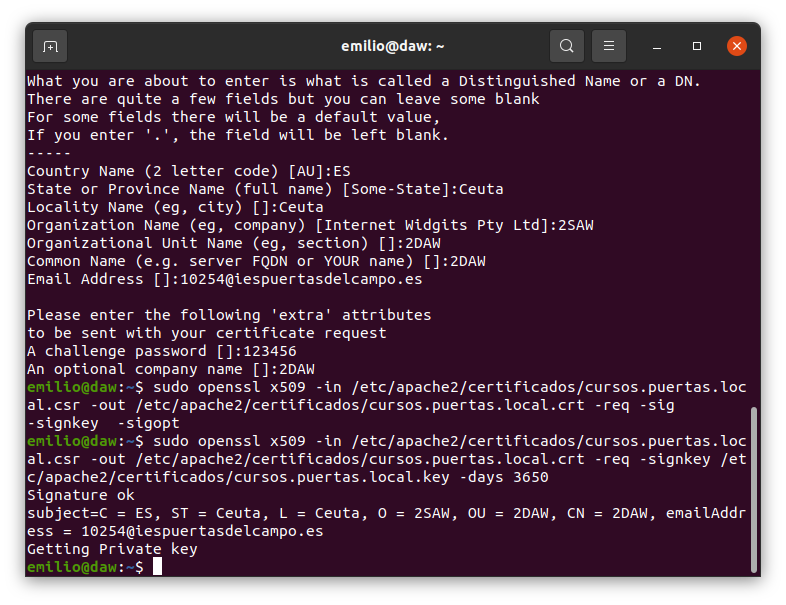 emilio@daw: ~
What you are about to enter is what is called a Distinguished Name or a DN.
There are quite a few fields but you can leave some blank
For some fields there will be a default value,
If you enter '.', the field will be left blank.
-----
Country Name (2 letter code) [AU]:ES
State or Province Name (full name) [Some-State]:Ceuta
Locality Name (eg, city) []:Ceuta
Organization Name (eg, company) [Internet Widgits Pty Ltd]:2SAW
Organizational Unit Name (eg, section) []:2DAW
Common Name (e.g. server FQDN or YOUR name) []:2DAW
Email Address []:10254@iespuertasdelcampo.es

Please enter the following 'extra' attributes
to be sent with your certificate request
A challenge password []:123456
An optional company name []:2DAW
emilio@daw:~$ sudo openssl x509 -in /etc/apache2/certificados/cursos.puertas.loc
al.csr -out /etc/apache2/certificados/cursos.puertas.local.crt -req -sig
-signkey  -sigopt
emilio@daw:~$ sudo openssl x509 -in /etc/apache2/certificados/cursos.puertas.loc
al.csr -out /etc/apache2/certificados/cursos.puertas.local.crt -req -signkey /et
c/apache2/certificados/cursos.puertas.local.key -days 3650
Signature ok
subject=C = ES, ST = Ceuta, L = Ceuta, O = 2SAW, OU = 2DAW, CN = 2DAW, emailAddr
ess = 10254@iespuertasdelcampo.es
Getting Private key
emilio@daw:~$